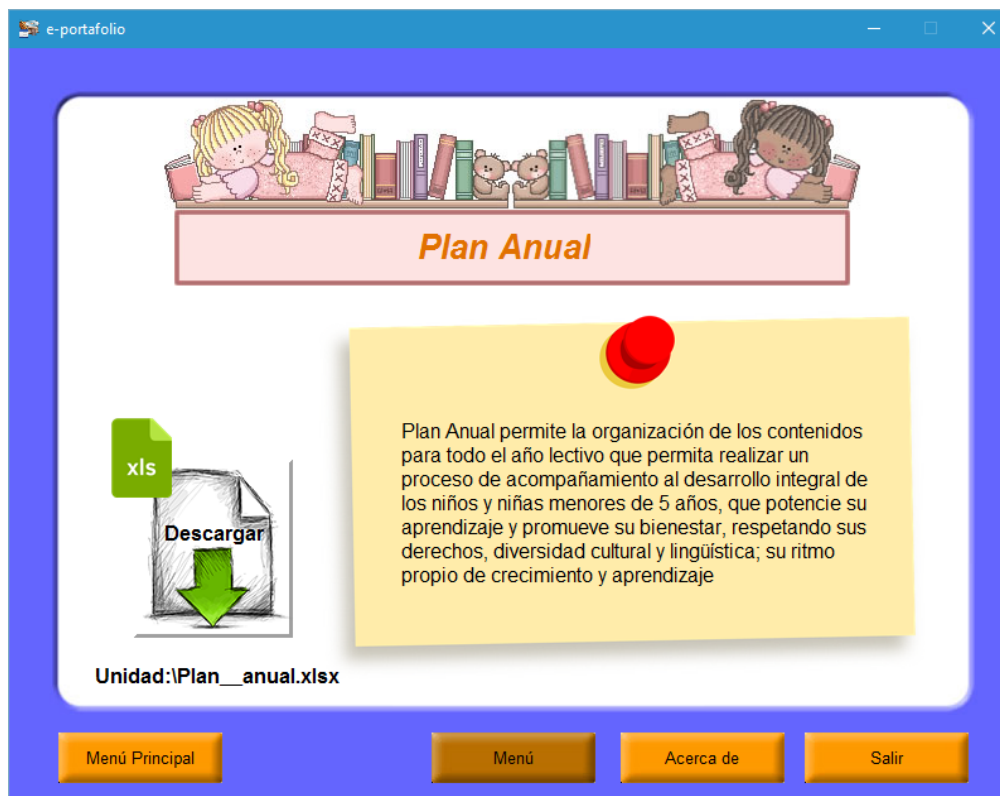 e-portafolio
Plan Anual
Plan Anual permite la organización de los contenidos
para todo el año lectivo que permita realizar un
proceso de acompañamiento al desarrollo integral de
los niños y niñas menores de 5 años, que potencie su
aprendizaje y promueve su bienestar, respetando sus
derechos, diversidad cultural y lingüística; su ritmo
propio de crecimiento y aprendizaje
xls
Descargar
Unidad:\Plan__anual.xlsx
Menú Principal
Menú
Acerca de
Salir